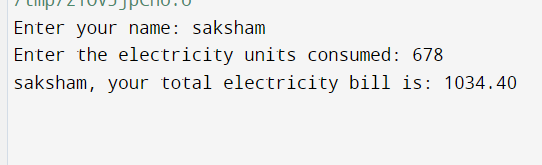 Enter your name: saksham
Enter the electricity units consumed: 678
saksham, your total electricity bill is: 1034.40